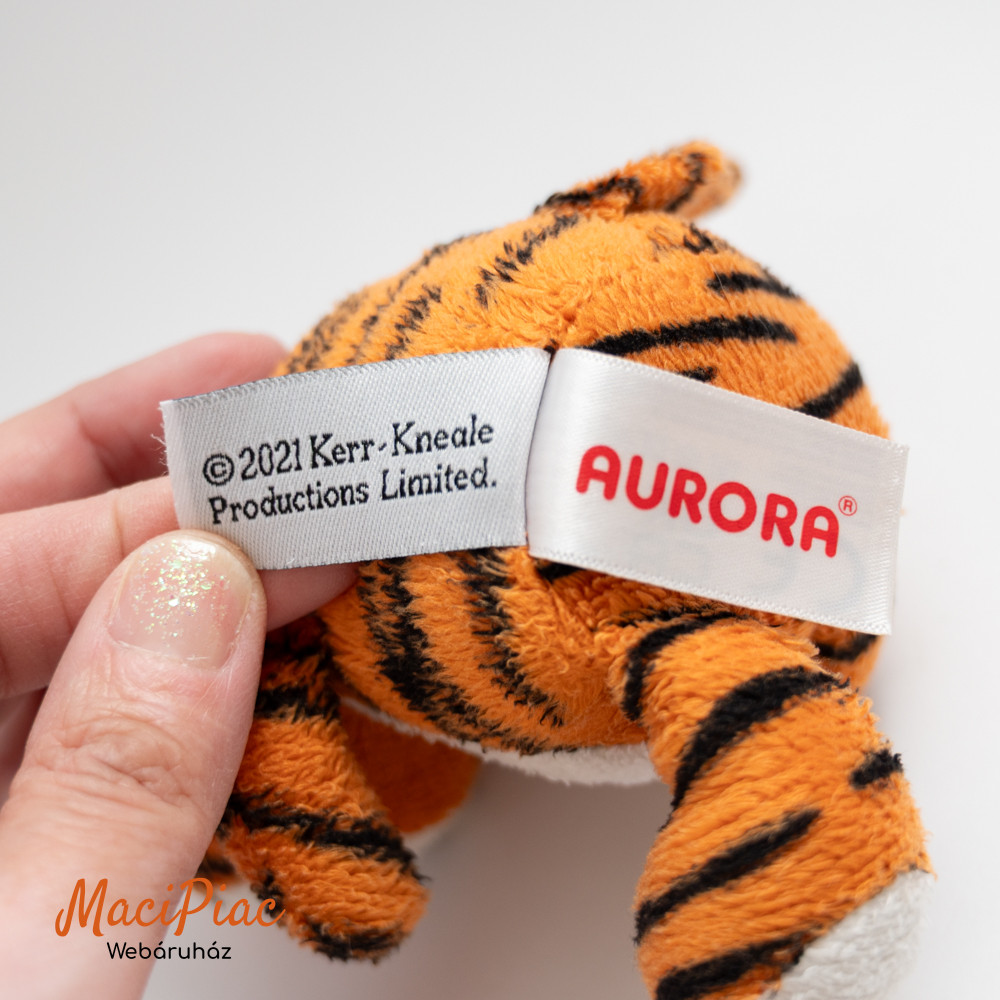 © 2021 Kerr-Kneale
Productions Limited.
AURORA®
MaciPiac
Webáruház